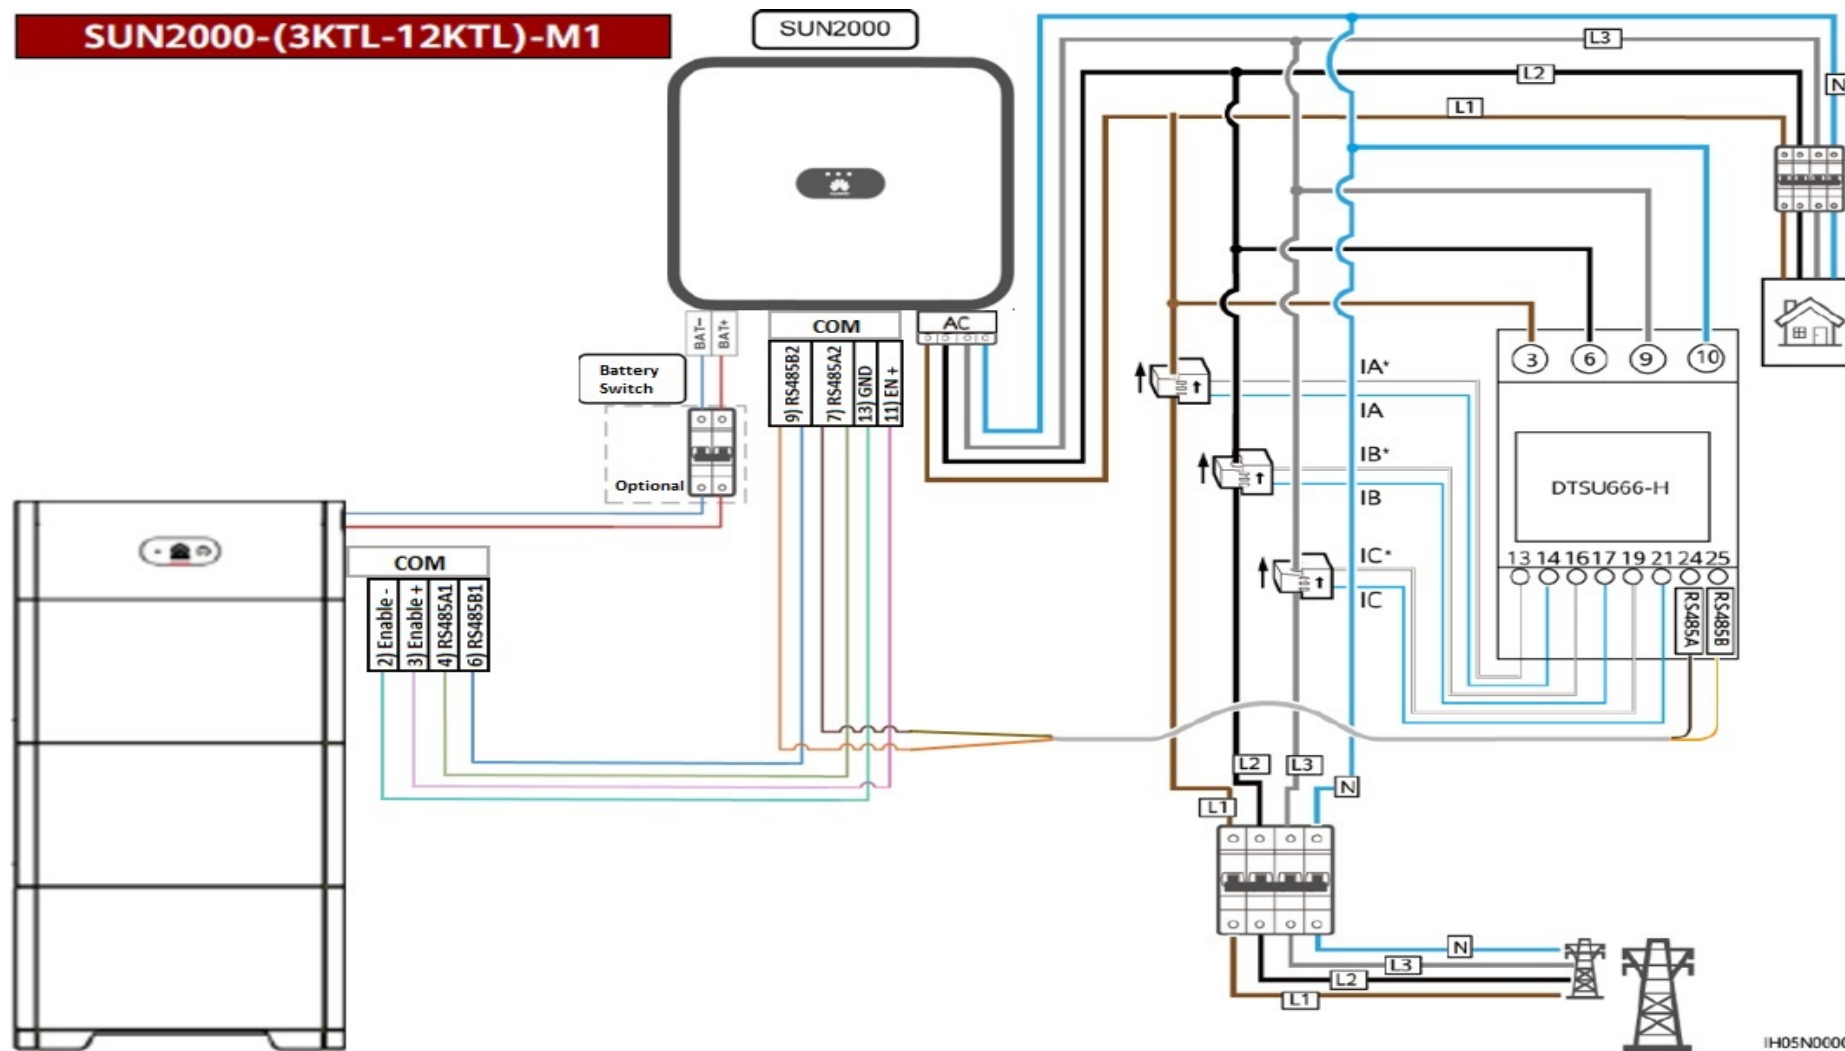 SUN2000-(3KTL-12KTL)-M1
SUN2000
L3
L2
N
L1
BAT-
BAT+
COM
AC
Battery
Switch
Optional
9) RS485B2
7) RS485A2
13) GND
11) EN +
3
6
9
10
IA*
IA
IB*
IB
IC*
IC
DTSU666-H
13 14 16 17 19 21 24 25
RS485A
RS485B
COM
2) Enable -
3) Enable +
4) RS485A1
6) RS485B1
L2
L3
N
L1
N
L3
L2
L1